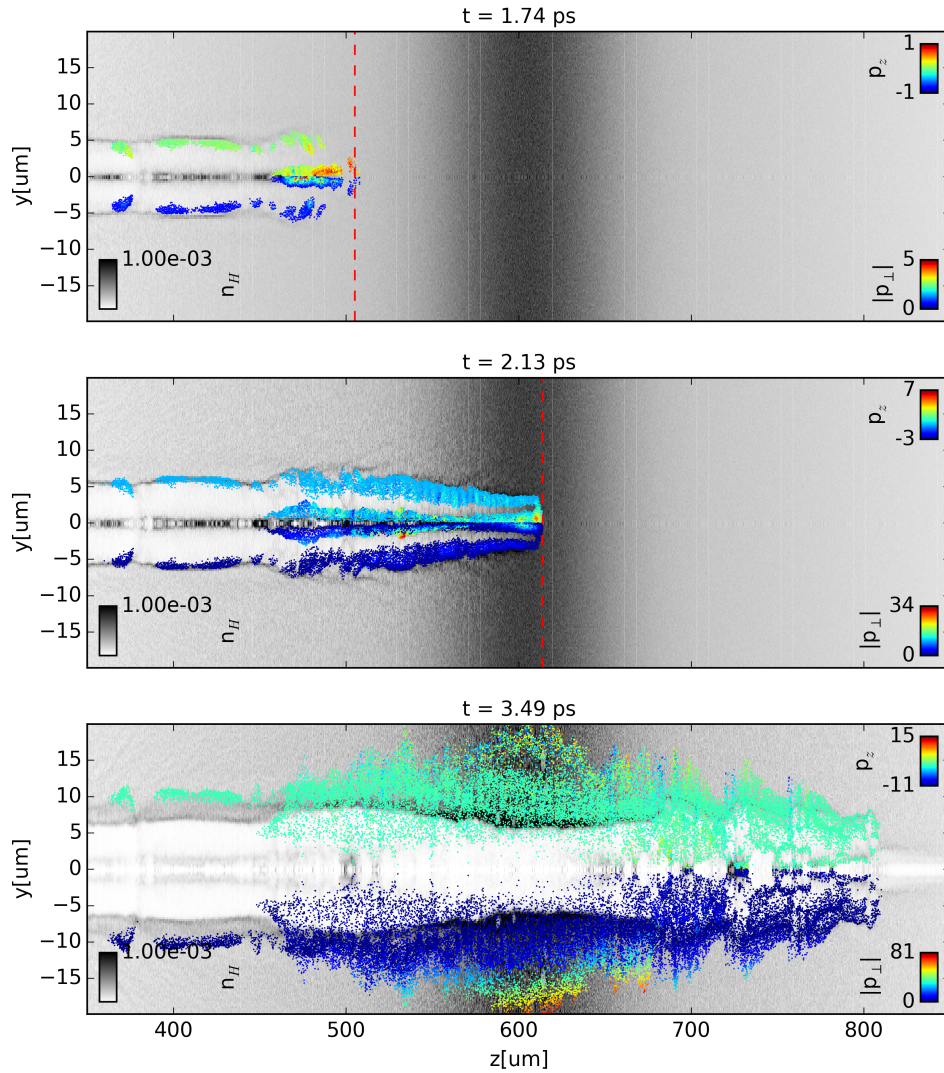 t = 1.74 ps
15
10
5
0
−5
−10
−15
y[um]
1
-1
p_z
1.00e-03
n_H
5
0
|p_⊥|
t = 2.13 ps
15
10
5
0
−5
−10
−15
y[um]
7
-3
p_z
1.00e-03
n_H
34
0
|p_⊥|
t = 3.49 ps
15
10
5
0
−5
−10
−15
y[um]
15
-11
p_z
1.00e-03
n_H
81
0
|p_⊥|
400 500 600 700 800
z[um]